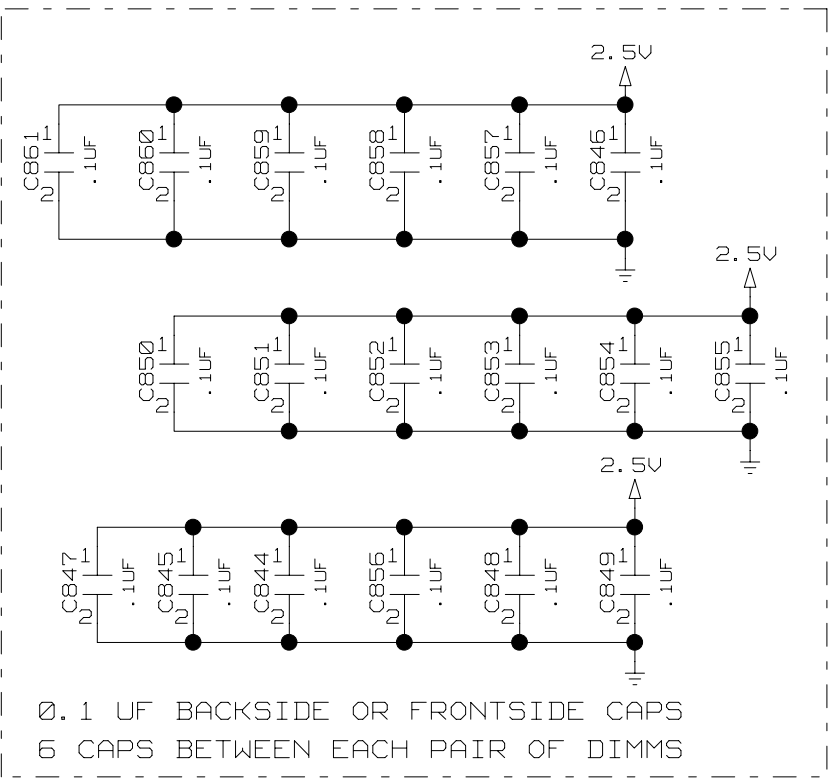 2.5V
C861 1 2 .1UF
C860 1 2 .1UF
C859 1 2 .1UF
C858 1 2 .1UF
C857 1 2 .1UF
C846 1 2 .1UF
2.5V
C850 1 2 .1UF
C851 1 2 .1UF
C852 1 2 .1UF
C853 1 2 .1UF
C854 1 2 .1UF
C855 1 2 .1UF
2.5V
C847 1 2 .1UF
C845 1 2 .1UF
C844 1 2 .1UF
C856 1 2 .1UF
C848 1 2 .1UF
C849 1 2 .1UF
0.1 UF BACKSIDE OR FRONTSIDE CAPS
6 CAPS BETWEEN EACH PAIR OF DIMMS